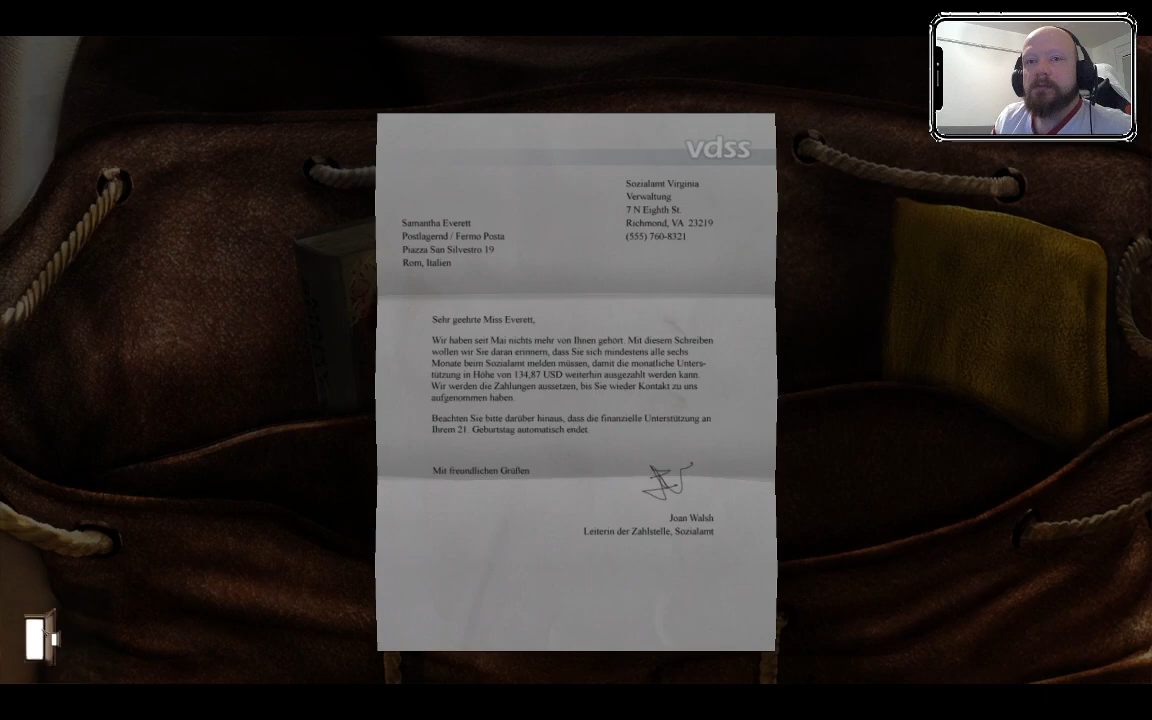 vdss
Sozialamt Virginia
Verwaltung
7 N Eighth St.
Richmond, VA 23219
(555) 760-8321
Samantha Everett
Postlagernd / Fermo Posta
Piazza San Silvestro 19
Rom, Italien
Sehr geehrte Miss Everett,
Wir haben seit Mai nichts mehr von Ihnen gehört. Mit diesem Schreiben
wollen wir Sie daran erinnern, dass Sie sich mindestens alle sechs
Monate beim Sozialamt melden müssen, damit die monatliche Unters-
tützung in Höhe von 134,87 USD weiterhin ausgezahlt werden kann.
Wir werden die Zahlungen aussetzen, bis Sie wieder Kontakt zu uns
aufgenommen haben.
Beachten Sie bitte darüber hinaus, dass die finanzielle Unterstützung an
Ihrem 21. Geburtstag automatisch endet.
Mit freundlichen Grüßen
Joan Walsh
Leiterin der Zahlstelle, Sozialamt